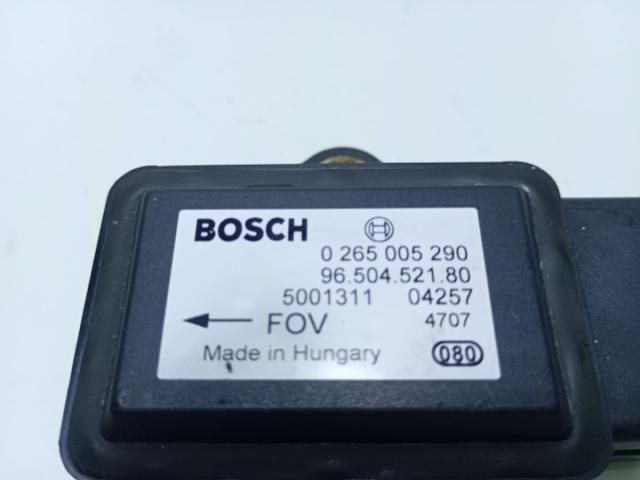 BOSCH
0 265 005 290
96.504.521.80
5001311 04257
FOV 4707
Made in Hungary 080